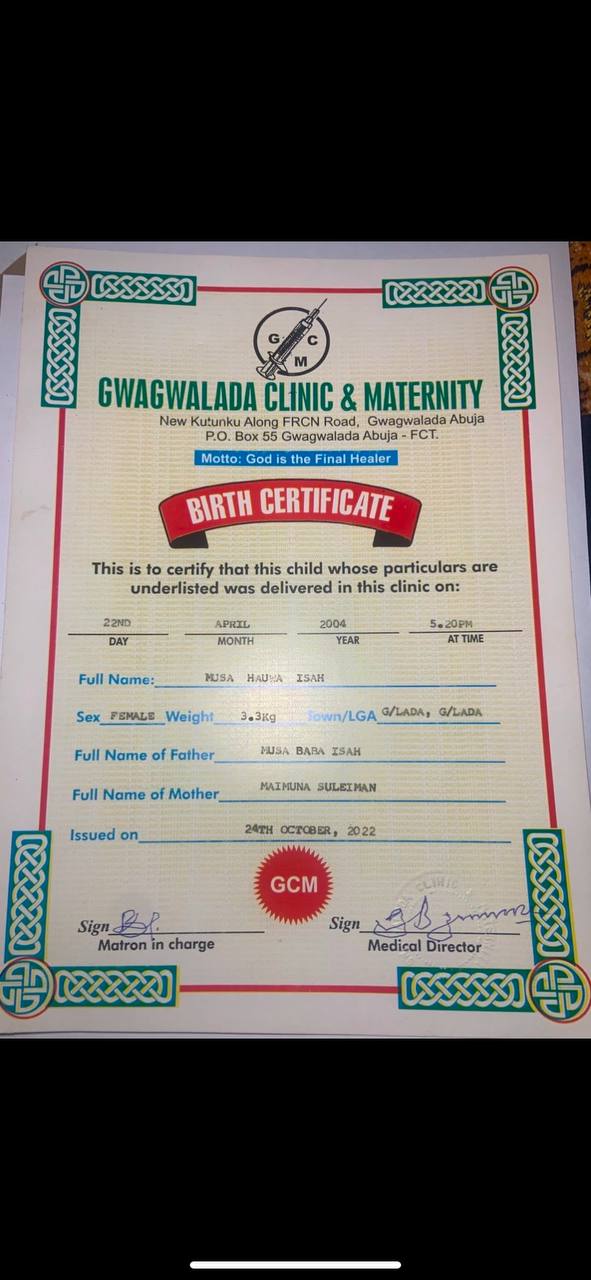 G C
M
GWAGWALADA CLINIC & MATERNITY
New Kutunku Along FRCN Road, Gwagwalada Abuja
P.O. Box 55 Gwagwalada Abuja - FCT.
Motto: God is the Final Healer
BIRTH CERTIFICATE
This is to certify that this child whose particulars are
underlisted was delivered in this clinic on:
22ND APRIL 2004 5.20PM
DAY MONTH YEAR AT TIME
Full Name: MUSA HAUWA ISAH
Sex FEMALE Weight 3.3Kg Town/LGA G/LADA, G/LADA
Full Name of Father MUSA BABA ISAH
Full Name of Mother MAIMUNA SULEIMAN
Issued on 24TH OCTOBER, 2022
GCM
CLINIC
Sign Sign
Matron in charge Medical Director